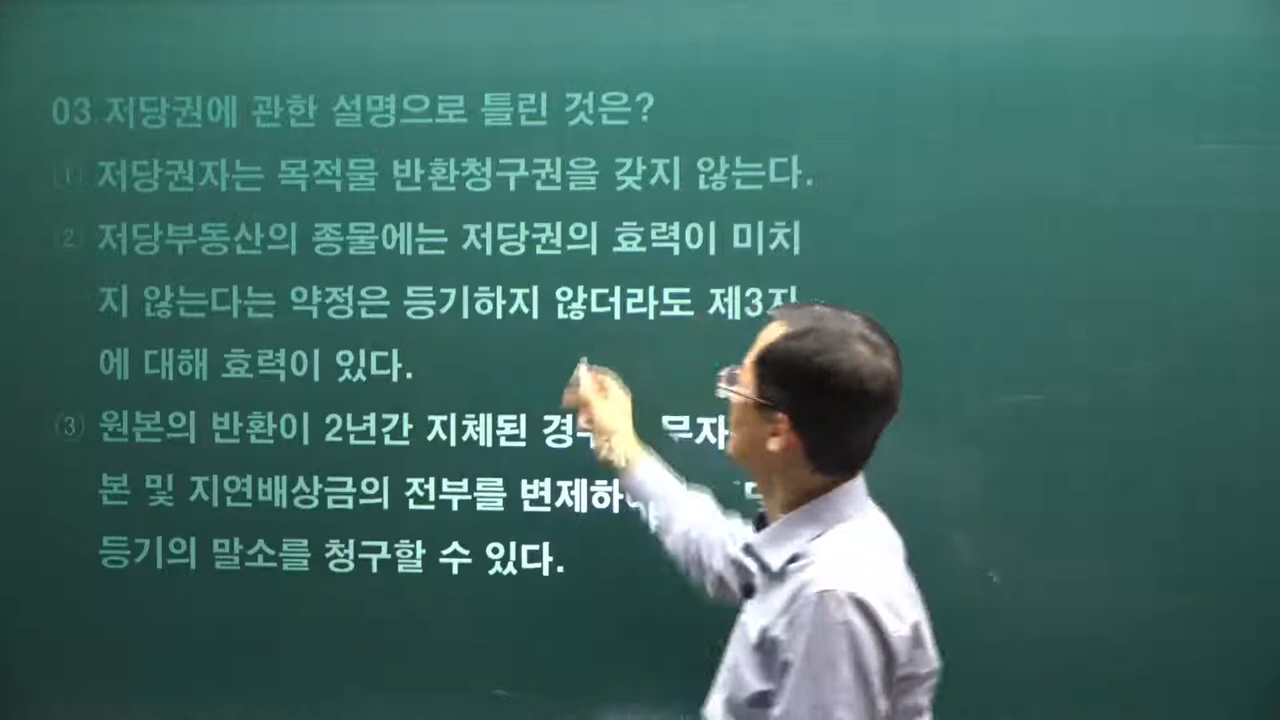 03 저당권에 관한 설명으로 틀린 것은?
(1) 저당권자는 목적물 반환청구권을 갖지 않는다.
(2) 저당부동산의 종물에는 저당권의 효력이 미치
지 않는다는 약정은 등기하지 않더라도 제3자
에 대해 효력이 있다.
(3) 원본의 반환이 2년간 지체된
본 및 지연배상금의 전부를
등기의 말소를 청구할 수 있다.